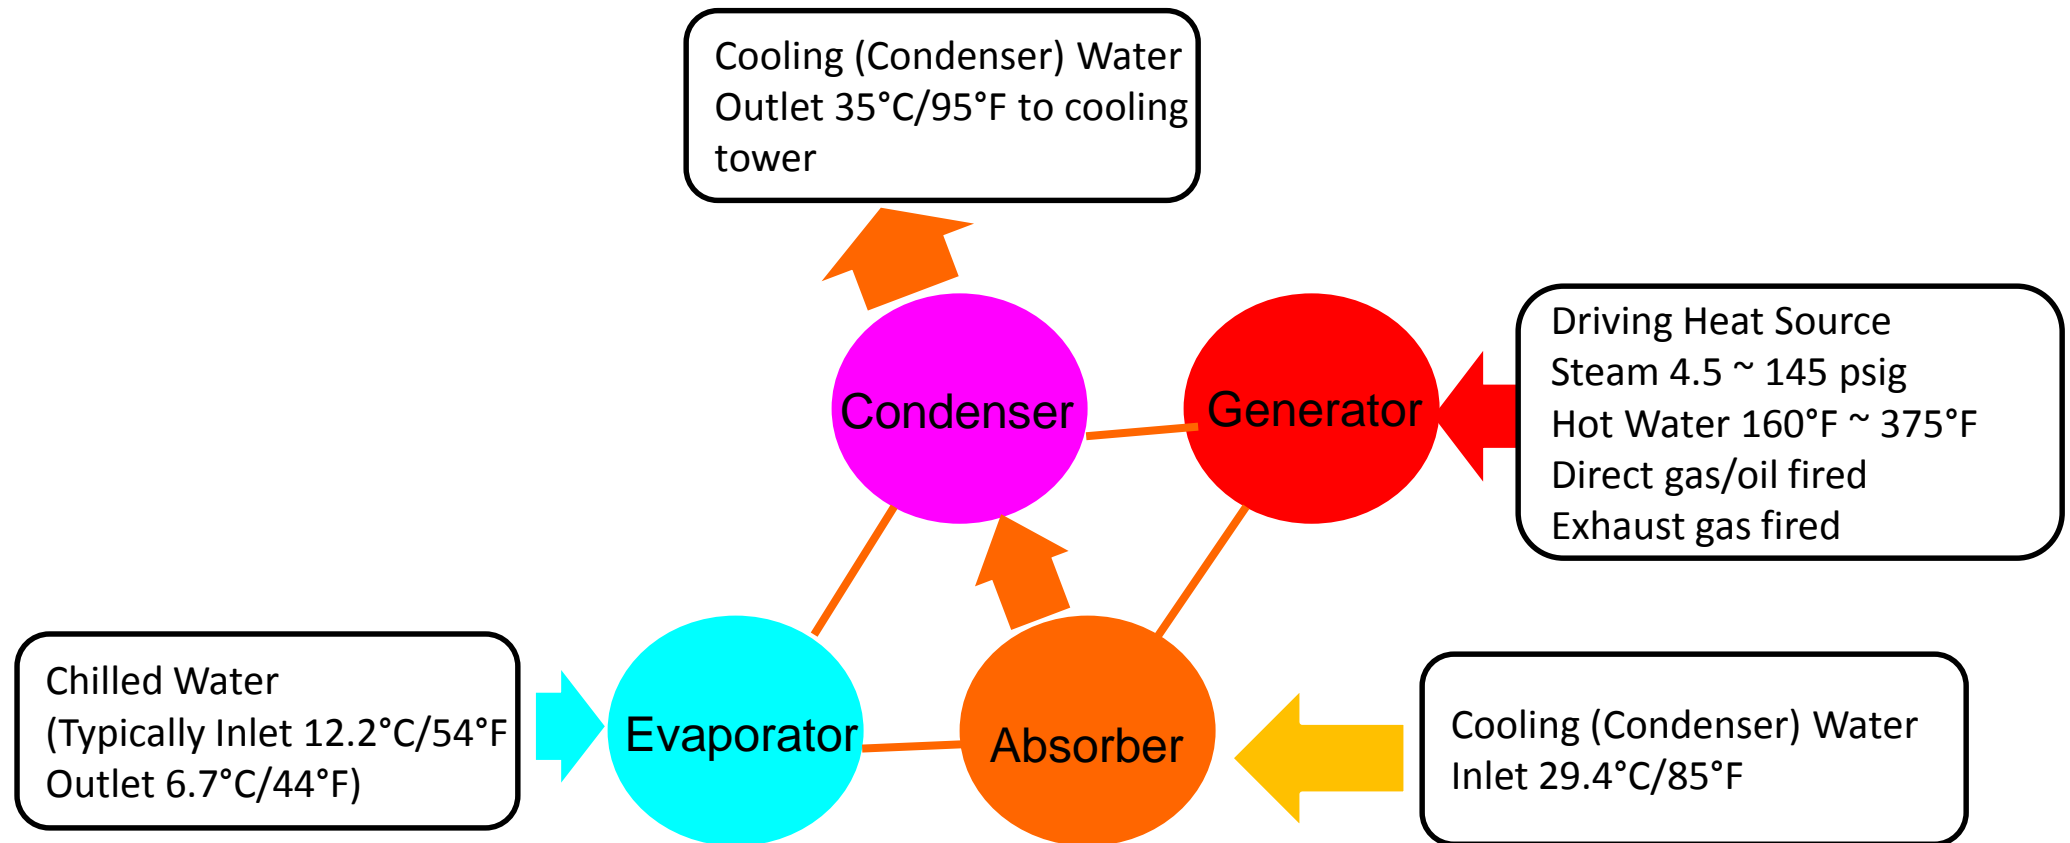 Cooling (Condenser) Water
Outlet 35°C/95°F to cooling
tower
Condenser
Generator
Driving Heat Source
Steam 4.5 ~ 145 psig
Hot Water 160°F ~ 375°F
Direct gas/oil fired
Exhaust gas fired
Chilled Water
(Typically Inlet 12.2°C/54°F
Outlet 6.7°C/44°F)
Evaporator
Absorber
Cooling (Condenser) Water
Inlet 29.4°C/85°F